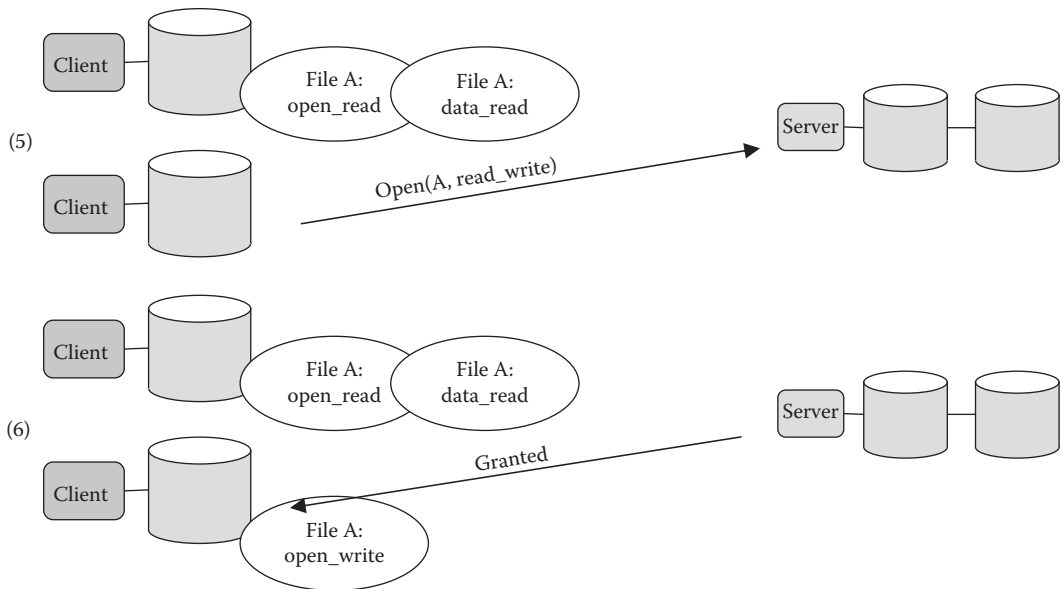 Client
File A:
open_read
File A:
data_read
Server
(5)
Open(A, read_write)
Client
Client
File A:
open_read
File A:
data_read
Server
(6)
Granted
Client
File A:
open_write